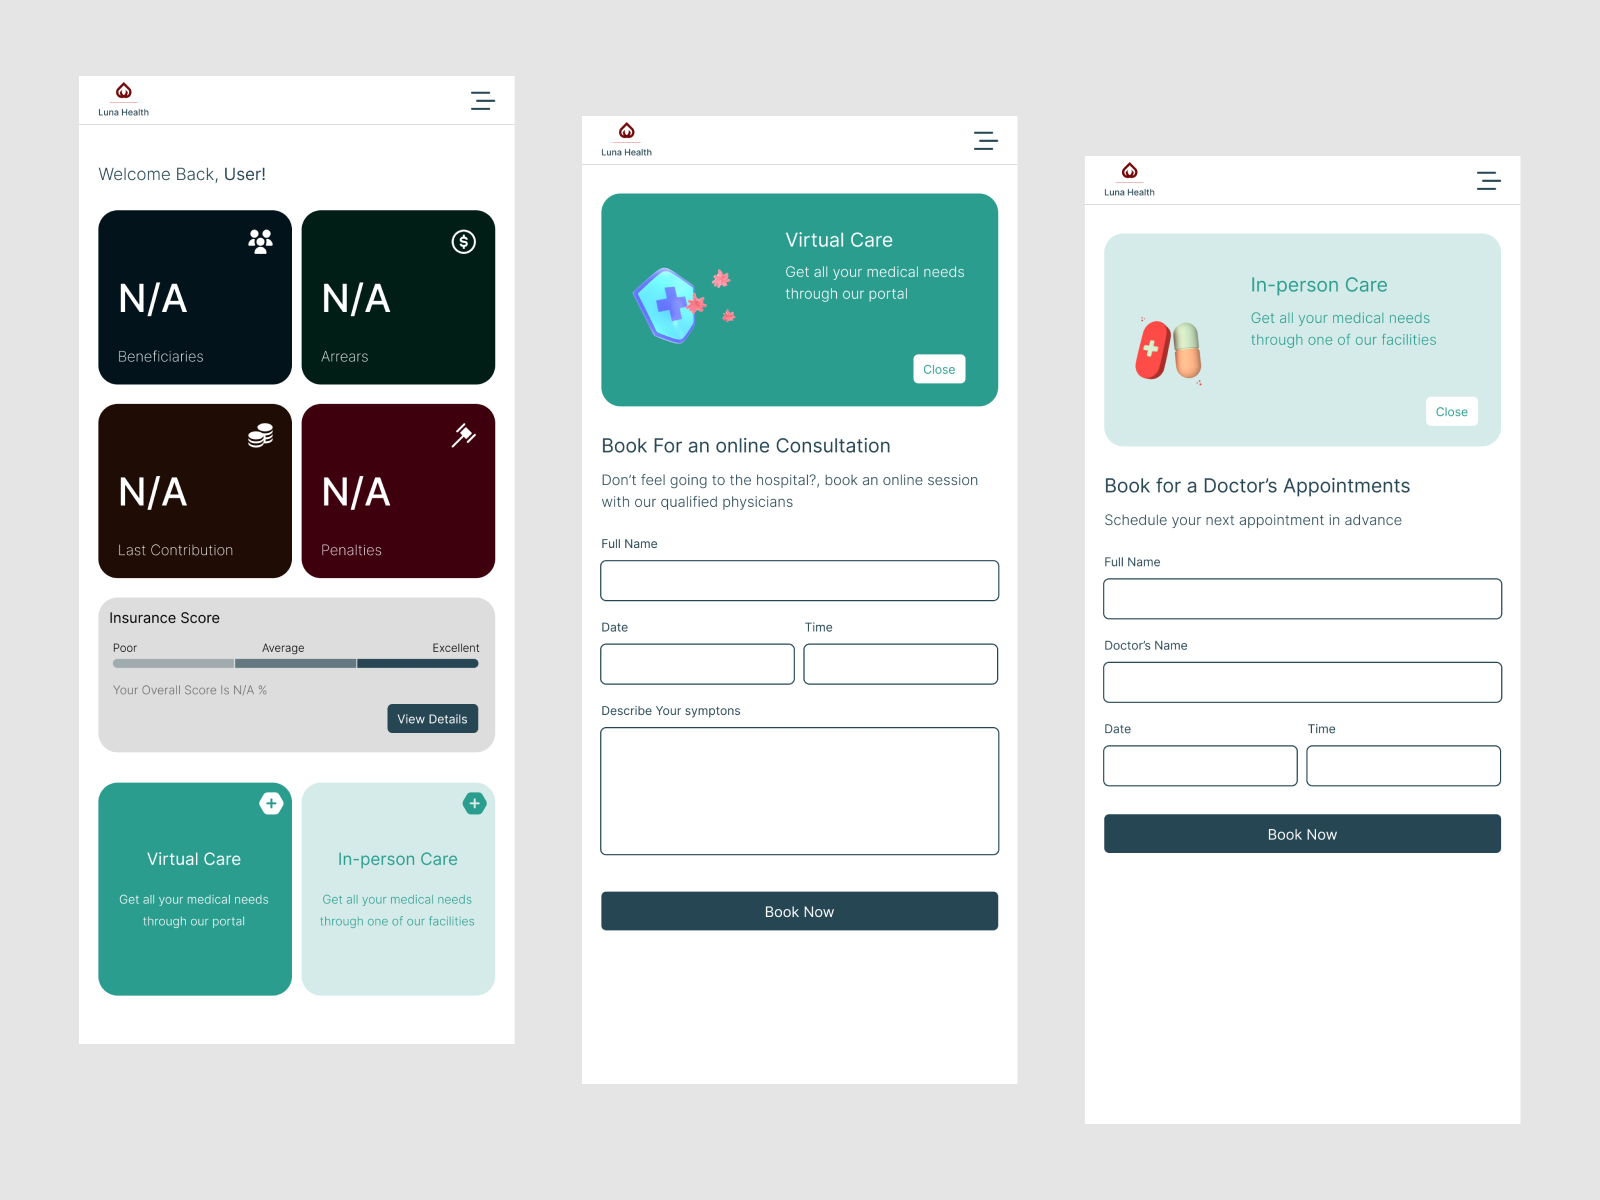 Luna Health
Welcome Back, User!
N/A
Beneficiaries
N/A
Arrears
N/A
Last Contribution
N/A
Penalties
Insurance Score
Poor Average Excellent
Your Overall Score Is N/A %
View Details
Virtual Care
Get all your medical needs
through our portal
In-person Care
Get all your medical needs
through one of our facilities
Luna Health
Virtual Care
Get all your medical needs
through our portal
Close
Book For an online Consultation
Don’t feel going to the hospital?, book an online session
with our qualified physicians
Full Name
Date Time
Describe Your symptons
Book Now
Luna Health
In-person Care
Get all your medical needs
through one of our facilities
Close
Book for a Doctor’s Appointments
Schedule your next appointment in advance
Full Name
Doctor’s Name
Date Time
Book Now